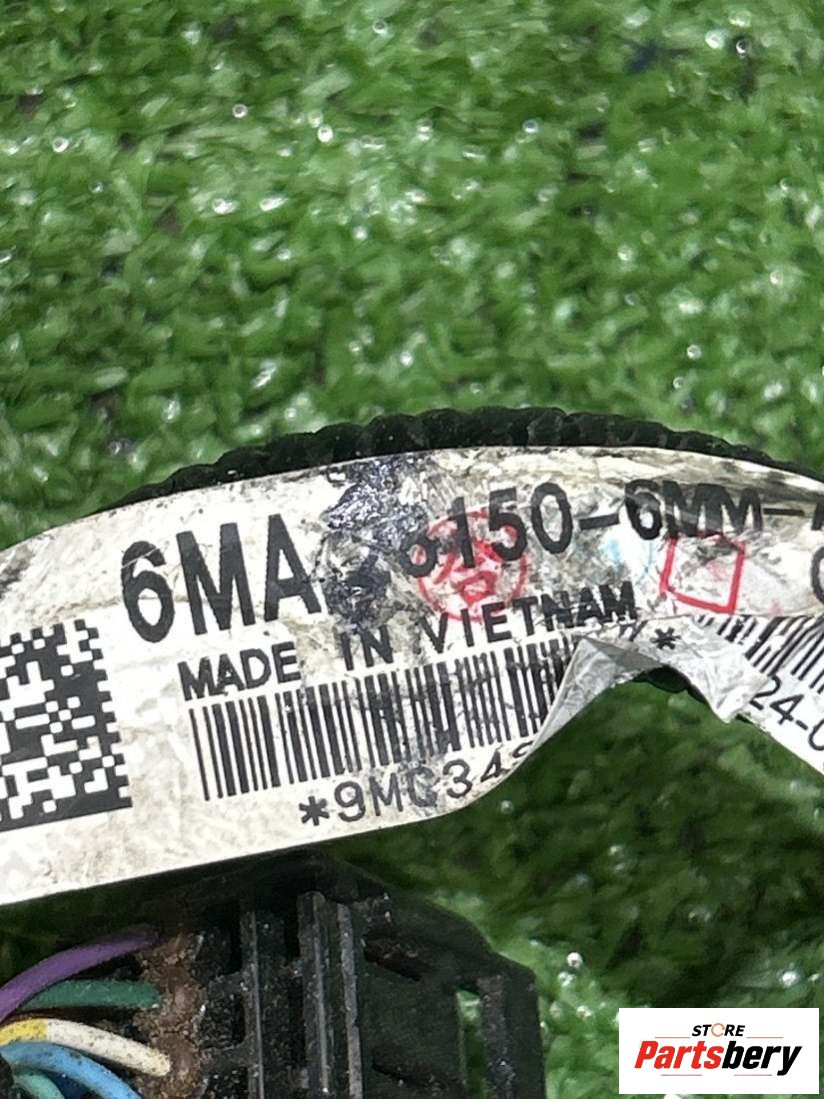 6MA 6150-6MM-
MADE IN VIETNAM
*9MC34
24-0
STORE
Partsbery